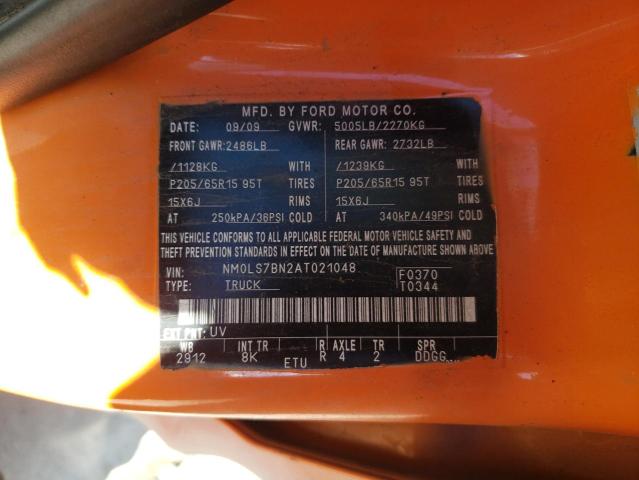 MFG. BY FORD MOTOR CO.
DATE: 09/09 GVWR: 5005LB/2270KG
FRONT GAWR: 2486LB REAR GAWR: 2732LB
/1128KG WITH /1239KG WITH
P205/65R15 95T TIRES P205/65R15 95T TIRES
15X6J RIMS 15X6J RIMS
AT 250kPA/36PSI COLD AT 340kPA/49PSI COLD
THIS VEHICLE CONFORMS TO ALL APPLICABLE FEDERAL MOTOR VEHICLE SAFETY AND
THEFT PREVENTION STANDARDS IN EFFECT ON THE DATE OF MANUFACTURE SHOWN ABOVE.
VIN: NM0LS7BN2AT021048 F0370
TYPE: TRUCK T0344
EXT PNT: UV
WB INT TR R AXLE TR SPR
2912 8K ETU R 4 2 DDGG